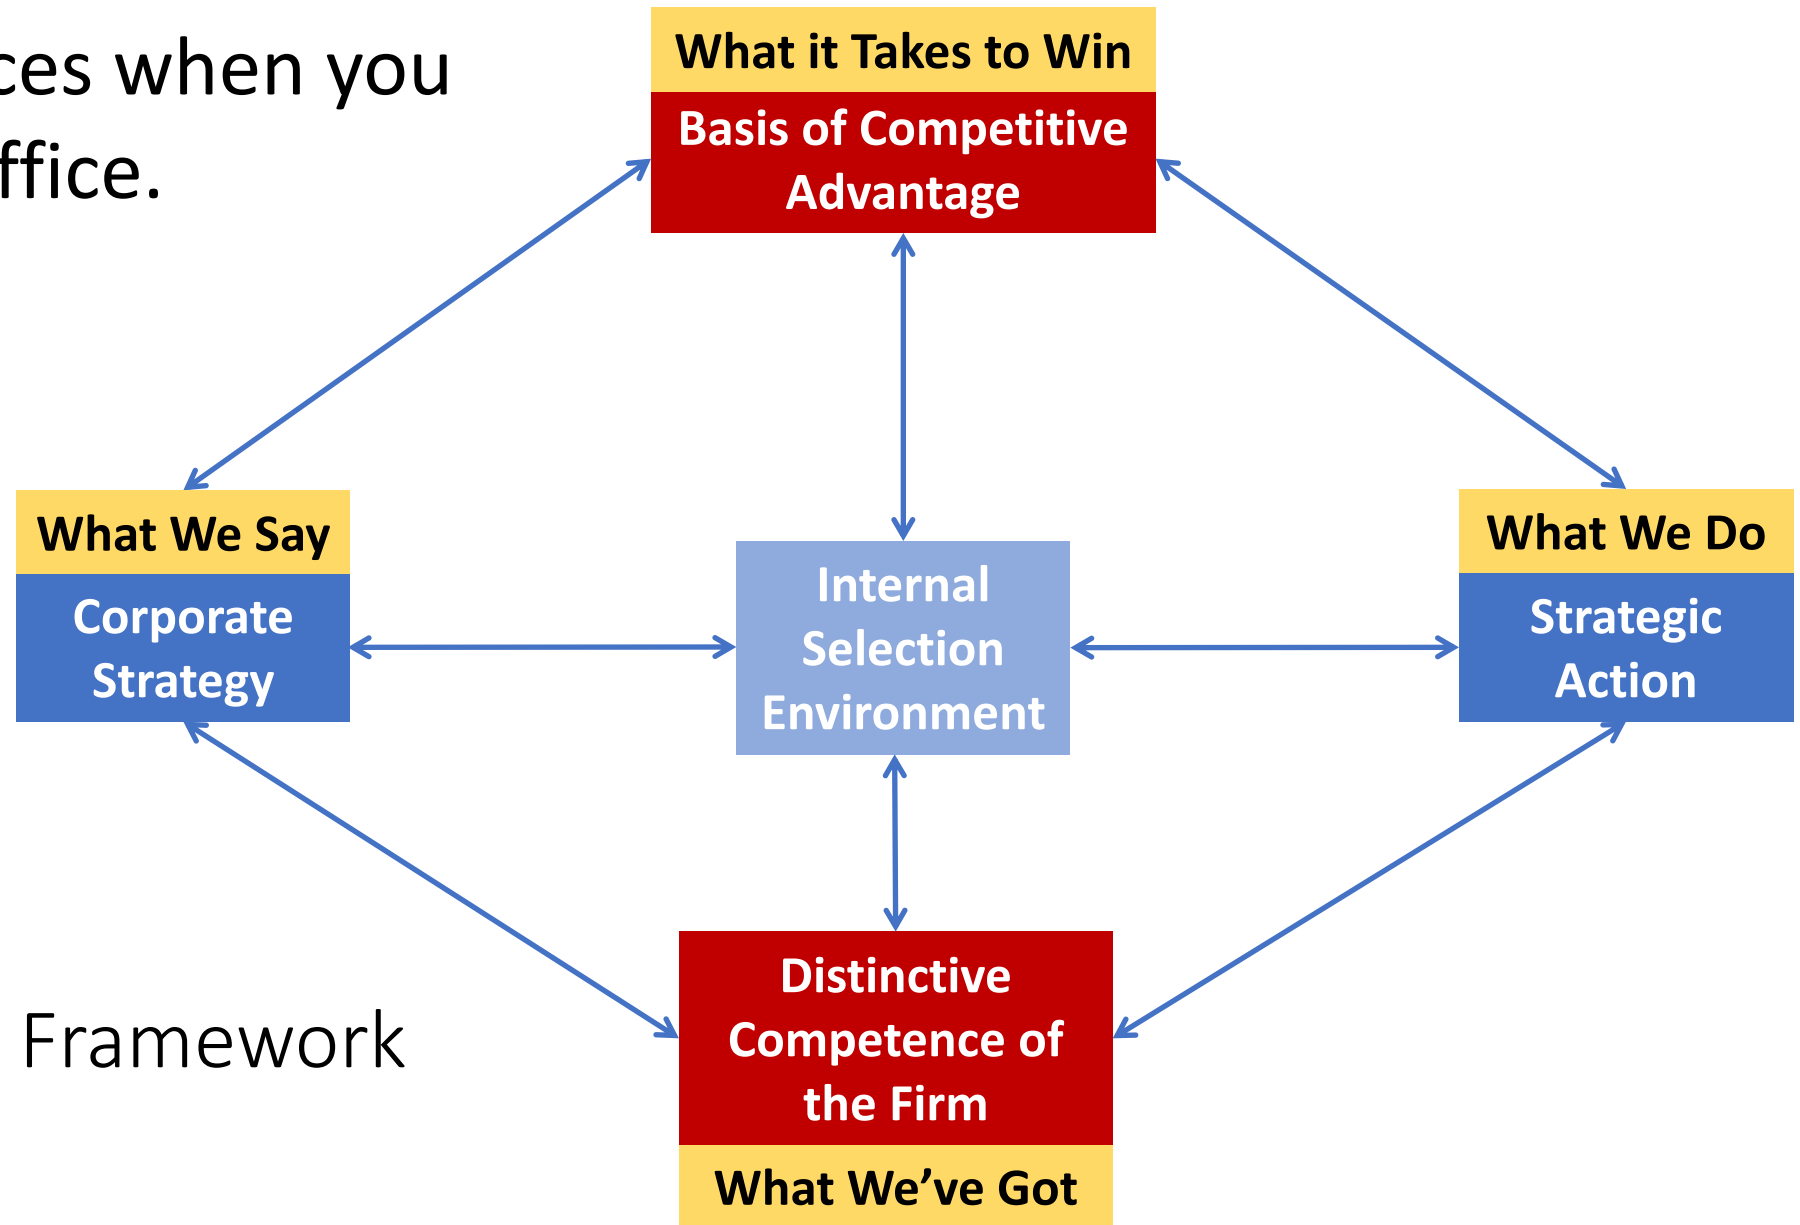 ces when you
ffice.
What it Takes to Win
Basis of Competitive
Advantage
What We Say
Corporate
Strategy
Internal
Selection
Environment
What We Do
Strategic
Action
Distinctive
Competence of
the Firm
What We’ve Got
Framework